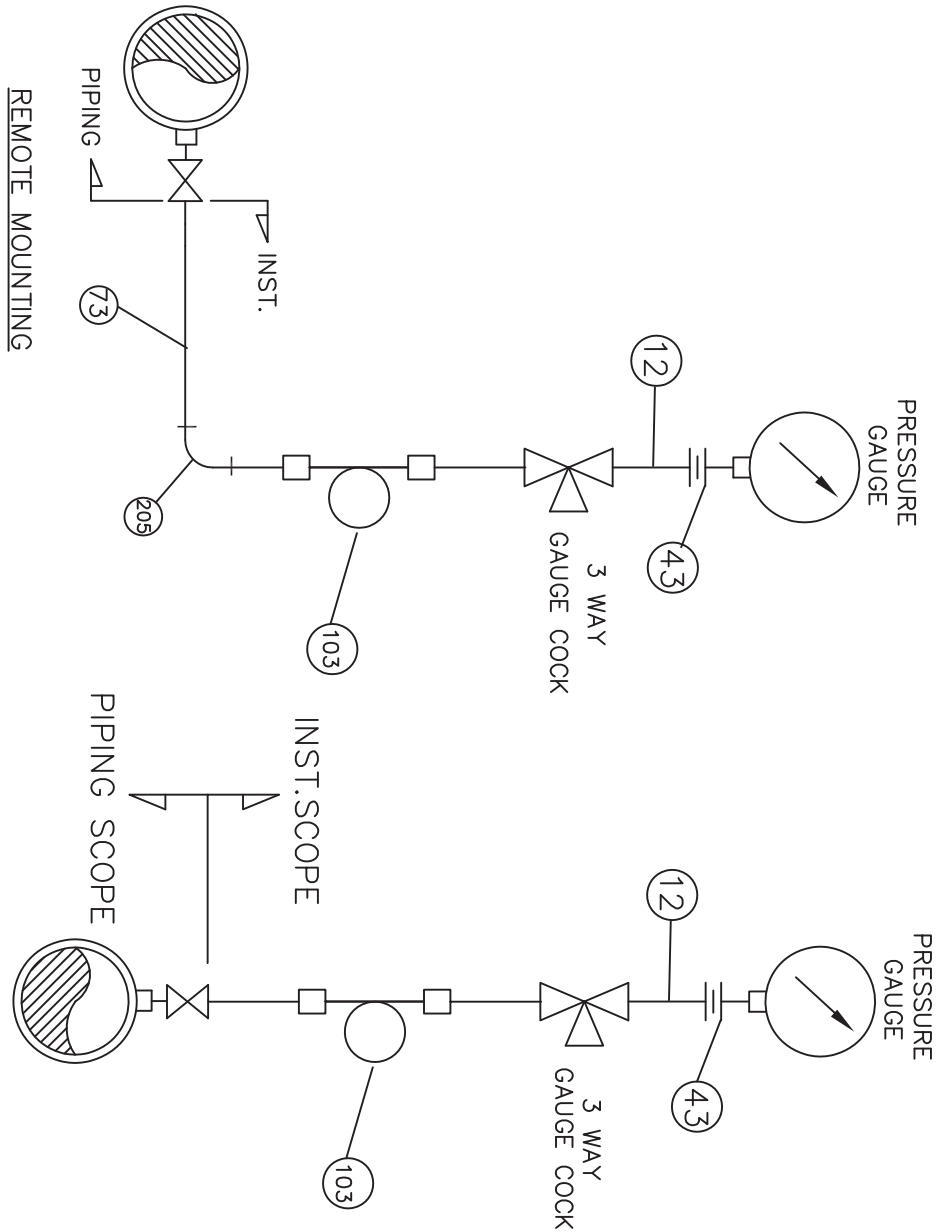 PRESSURE
GAUGE
12
43
3 WAY
GAUGE COCK
103
INST.
PIPING
73
205
REMOTE MOUNTING
PRESSURE
GAUGE
12
43
3 WAY
GAUGE COCK
103
INST.SCOPE
PIPING SCOPE